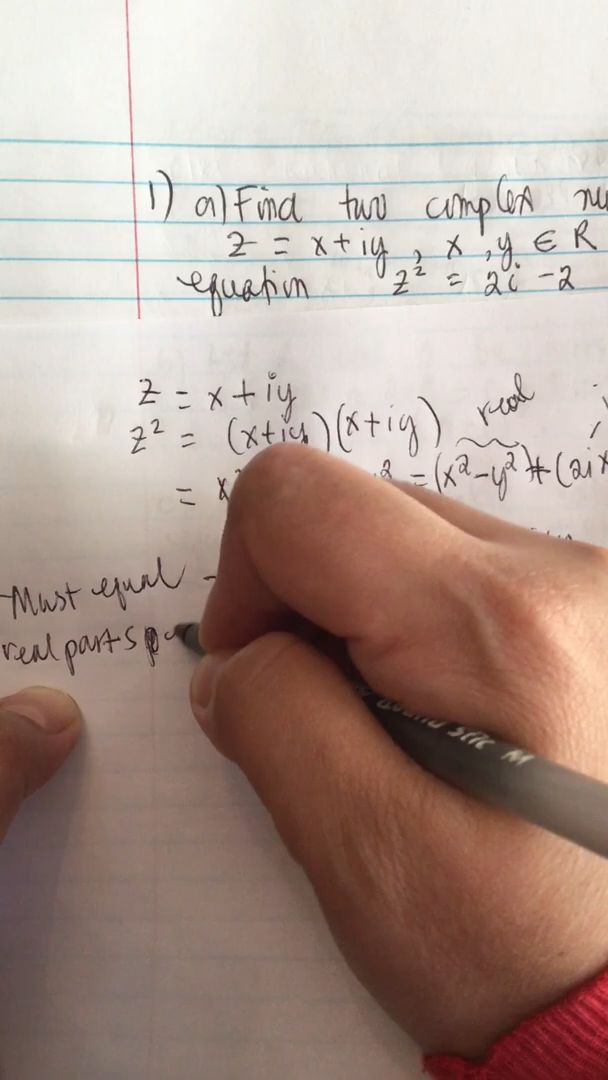 1) a) Find two complex
z = x + iy , x , y ∈ R
equation z² = 2i - 2
z = x + iy
z² = (x+iy)(x+iy) real
= x² = (x²-y²) + (2ix
-Must equal -
real parts